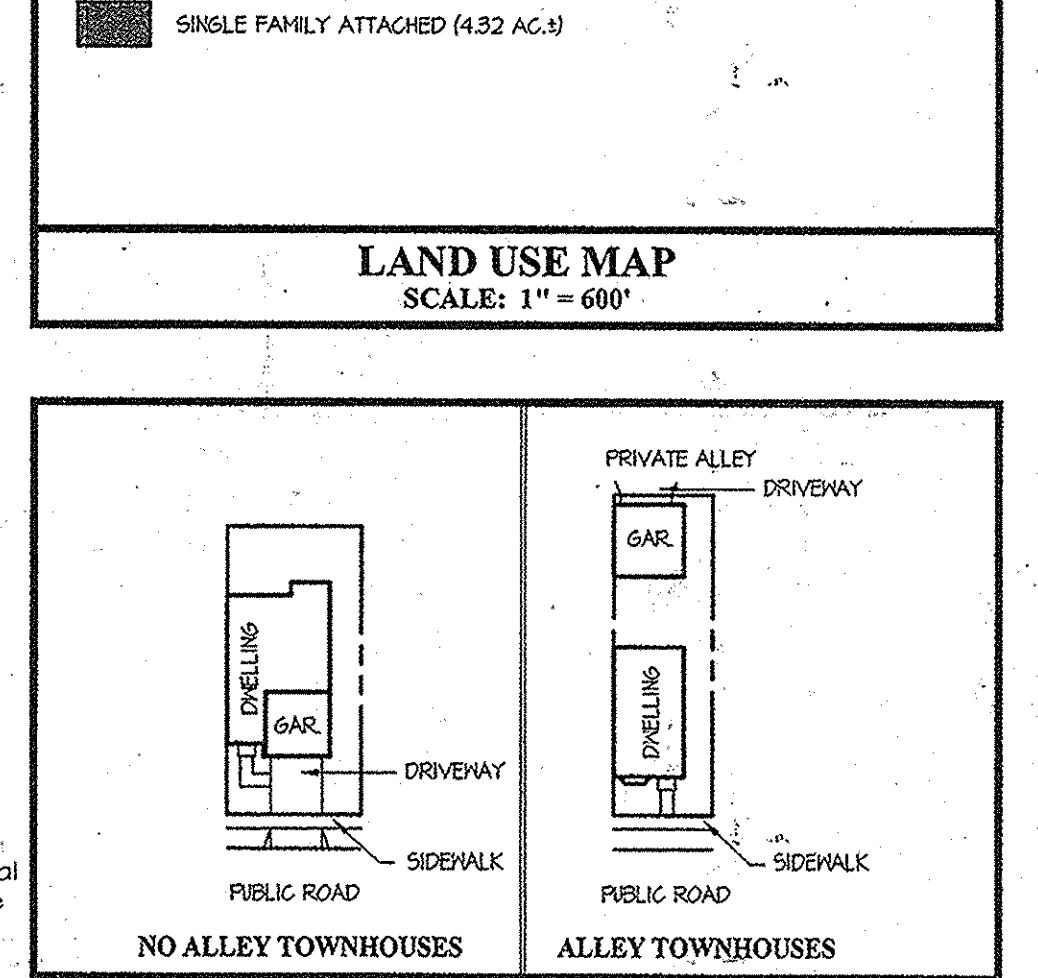 SINGLE FAMILY ATTACHED (4.32 AC.±)
LAND USE MAP
SCALE: 1" = 600'
DWELLING
GAR.
DRIVEWAY
SIDEWALK
PUBLIC ROAD
NO ALLEY TOWNHOUSES
PRIVATE ALLEY
DRIVEWAY
GAR.
DWELLING
SIDEWALK
PUBLIC ROAD
ALLEY TOWNHOUSES